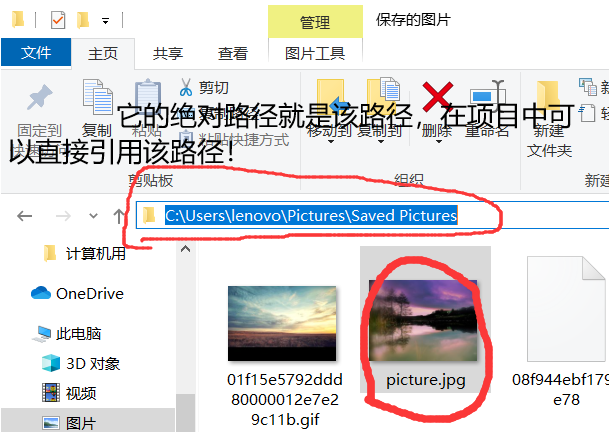 管理
保存的图片
文件
主页
共享
查看
图片工具
剪切
它的绝对路径就是该路径，在项目中可
以直接引用该路径！
固定到
复制
粘贴
粘贴快捷方式
移动到
复制到
删除
重命名
新建
文件夹
剪贴板
组织
新建
C:\Users\lenovo\Pictures\Saved Pictures
计算机用
OneDrive
此电脑
3D 对象
视频
图片
01f15e5792ddd
80000012e7e2
9c11b.gif
picture.jpg
08f944ebf179
e78